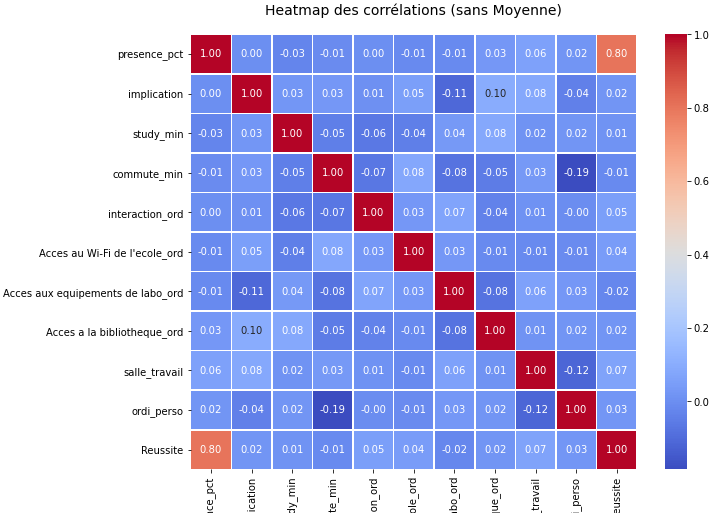 Heatmap des corrélations (sans Moyenne)
presence_pct 1.00 0.00 -0.03 -0.01 0.00 -0.01 -0.01 0.03 0.06 0.02 0.80
implication 0.00 1.00 0.03 0.03 0.01 0.05 -0.11 0.10 0.08 -0.04 0.02
study_min -0.03 0.03 1.00 -0.05 -0.06 -0.04 0.04 0.08 0.02 0.02 0.01
commute_min -0.01 0.03 -0.05 1.00 -0.07 0.08 -0.08 -0.05 0.03 -0.19 -0.01
interaction_ord 0.00 0.01 -0.06 -0.07 1.00 0.03 0.07 -0.04 0.01 -0.00 0.05
Acces au Wi-Fi de l'ecole_ord -0.01 0.05 -0.04 0.08 0.03 1.00 0.03 -0.01 -0.01 -0.01 0.04
Acces aux equipements de labo_ord -0.01 -0.11 0.04 -0.08 0.07 0.03 1.00 -0.08 0.06 0.03 -0.02
Acces a la bibliotheque_ord 0.03 0.10 0.08 -0.05 -0.04 -0.01 -0.08 1.00 0.01 0.02 0.02
salle_travail 0.06 0.08 0.02 0.03 0.01 -0.01 0.06 0.01 1.00 -0.12 0.07
ordi_perso 0.02 -0.04 0.02 -0.19 -0.00 -0.01 0.03 0.02 -0.12 1.00 0.03
Reussite 0.80 0.02 0.01 -0.01 0.05 0.04 -0.02 0.02 0.07 0.03 1.00
nce_pct
ication
dy_min
te_min
on_ord
ole_ord
abo_ord
que_ord
_travail
i_perso
eussite
1.0
0.8
0.6
0.4
0.2
0.0